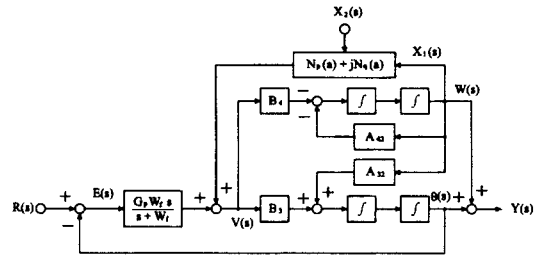 X₂(s)
X₁(s)
Nₚ(s) + jN_q(s)
W(s)
B₄
−
∫
∫
−
A₄₂
A₃₂
R(s)
+
E(s)
GₚW_f s
s + W_f
+
+
V(s)
B₃
+
+
∫
∫
θ(s)
+
+
Y(s)
−